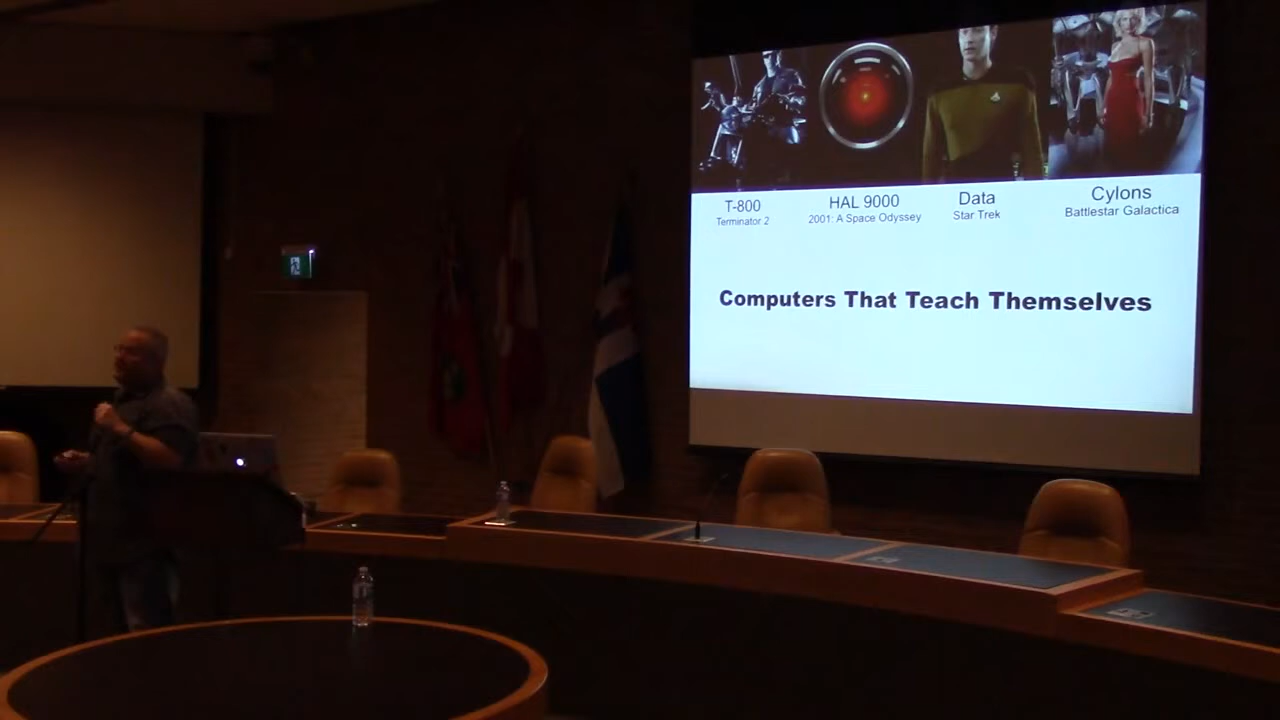 T-800
Terminator 2
HAL 9000
2001: A Space Odyssey
Data
Star Trek
Cylons
Battlestar Galactica
Computers That Teach Themselves